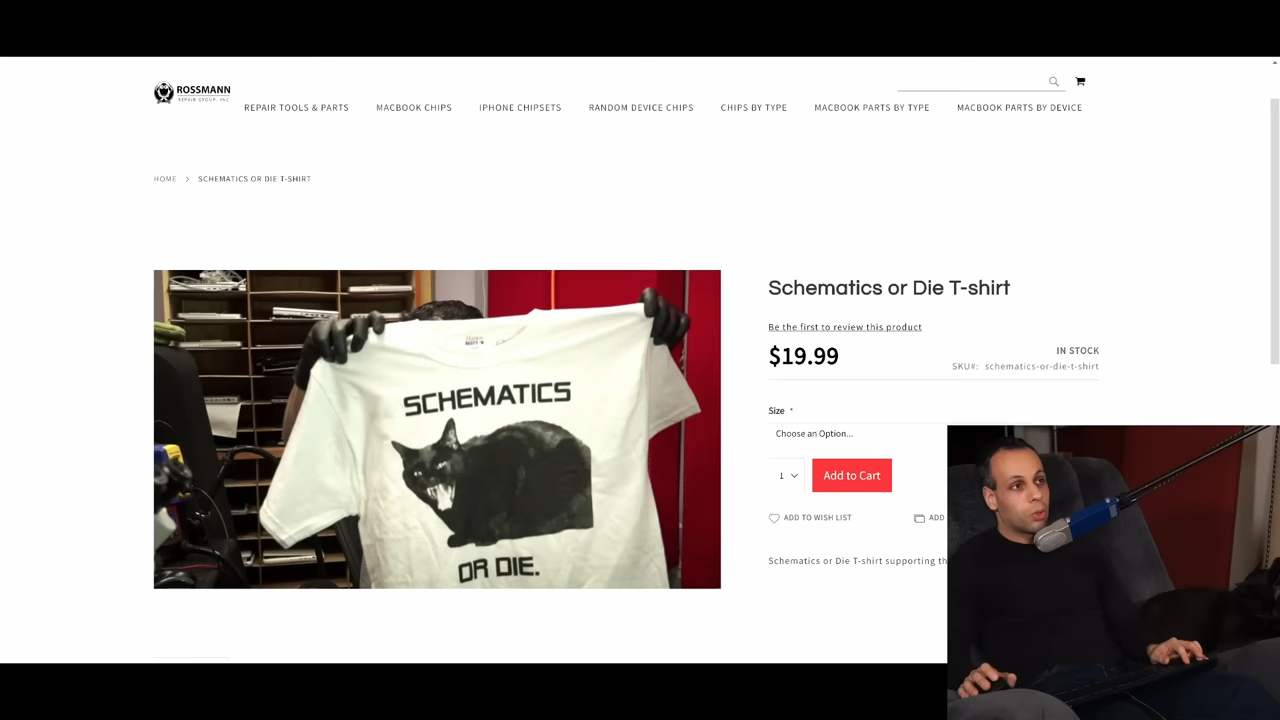 ROSSMANN
REPAIR GROUP, INC
REPAIR TOOLS & PARTS
MACBOOK CHIPS
IPHONE CHIPSETS
RANDOM DEVICE CHIPS
CHIPS BY TYPE
MACBOOK PARTS BY TYPE
MACBOOK PARTS BY DEVICE
HOME > SCHEMATICS OR DIE T-SHIRT
SCHEMATICS
OR DIE.
Schematics or Die T-shirt
Be the first to review this product
$19.99
IN STOCK
SKU#: schematics-or-die-t-shirt
Size *
Choose an Option...
1
Add to Cart
ADD TO WISH LIST
ADD
Schematics or Die T-shirt supporting th